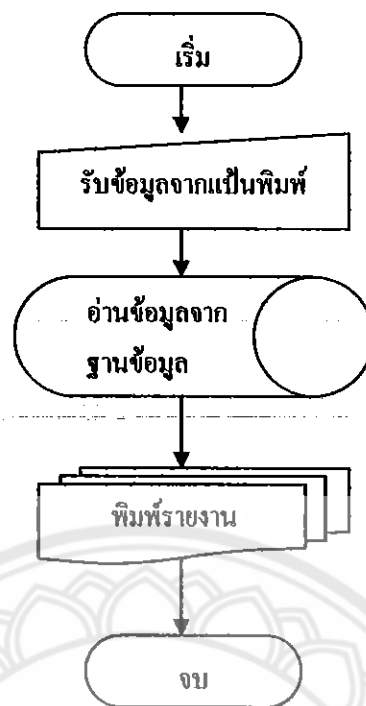 เริ่ม
รับข้อมูลจากแป้นพิมพ์
อ่านข้อมูลจาก
ฐานข้อมูล
พิมพ์รายงาน
จบ